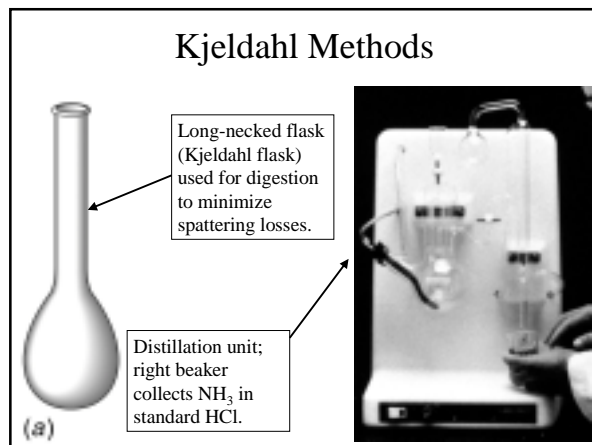 Kjeldahl Methods
Long-necked flask
(Kjeldahl flask)
used for digestion
to minimize
spattering losses.
Distillation unit;
right beaker
collects NH₃ in
standard HCl.
(a)